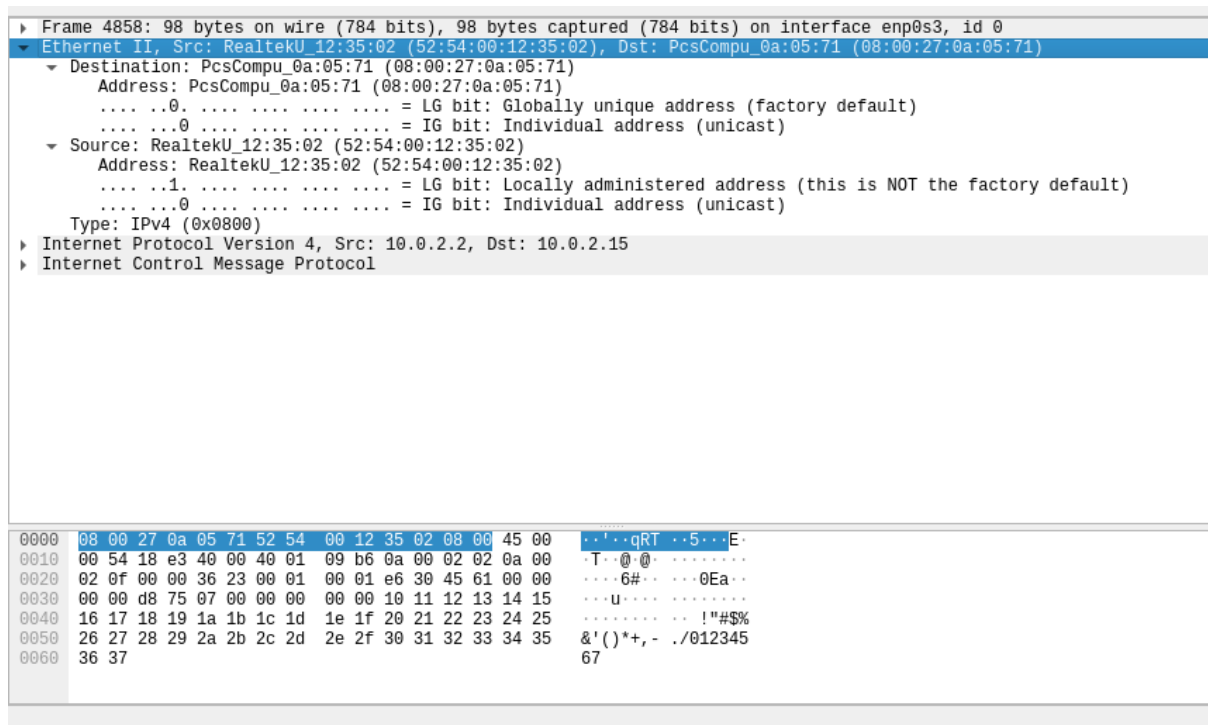 Frame 4858: 98 bytes on wire (784 bits), 98 bytes captured (784 bits) on interface enp0s3, id 0
Ethernet II, Src: RealtekU_12:35:02 (52:54:00:12:35:02), Dst: PcsCompu_0a:05:71 (08:00:27:0a:05:71)
Destination: PcsCompu_0a:05:71 (08:00:27:0a:05:71)
Address: PcsCompu_0a:05:71 (08:00:27:0a:05:71)
.... ..0. .... .... .... .... = LG bit: Globally unique address (factory default)
.... ...0 .... .... .... .... = IG bit: Individual address (unicast)
Source: RealtekU_12:35:02 (52:54:00:12:35:02)
Address: RealtekU_12:35:02 (52:54:00:12:35:02)
.... ..1. .... .... .... .... = LG bit: Locally administered address (this is NOT the factory default)
.... ...0 .... .... .... .... = IG bit: Individual address (unicast)
Type: IPv4 (0x0800)
Internet Protocol Version 4, Src: 10.0.2.2, Dst: 10.0.2.15
Internet Control Message Protocol
0000 08 00 27 0a 05 71 52 54 00 12 35 02 08 00 45 00 ··'··qRT ··5···E·
0010 00 54 18 e3 40 00 40 01 09 b6 0a 00 02 02 0a 00 ·T··@·@· ········
0020 02 0f 00 00 36 23 00 01 00 01 e6 30 45 61 00 00 ····6#·· ···0Ea··
0030 00 00 d8 75 07 00 00 00 00 00 10 11 12 13 14 15 ···u···· ········
0040 16 17 18 19 1a 1b 1c 1d 1e 1f 20 21 22 23 24 25 ········ ·· !"#$%
0050 26 27 28 29 2a 2b 2c 2d 2e 2f 30 31 32 33 34 35 &'()*+,- ./012345
0060 36 37 67